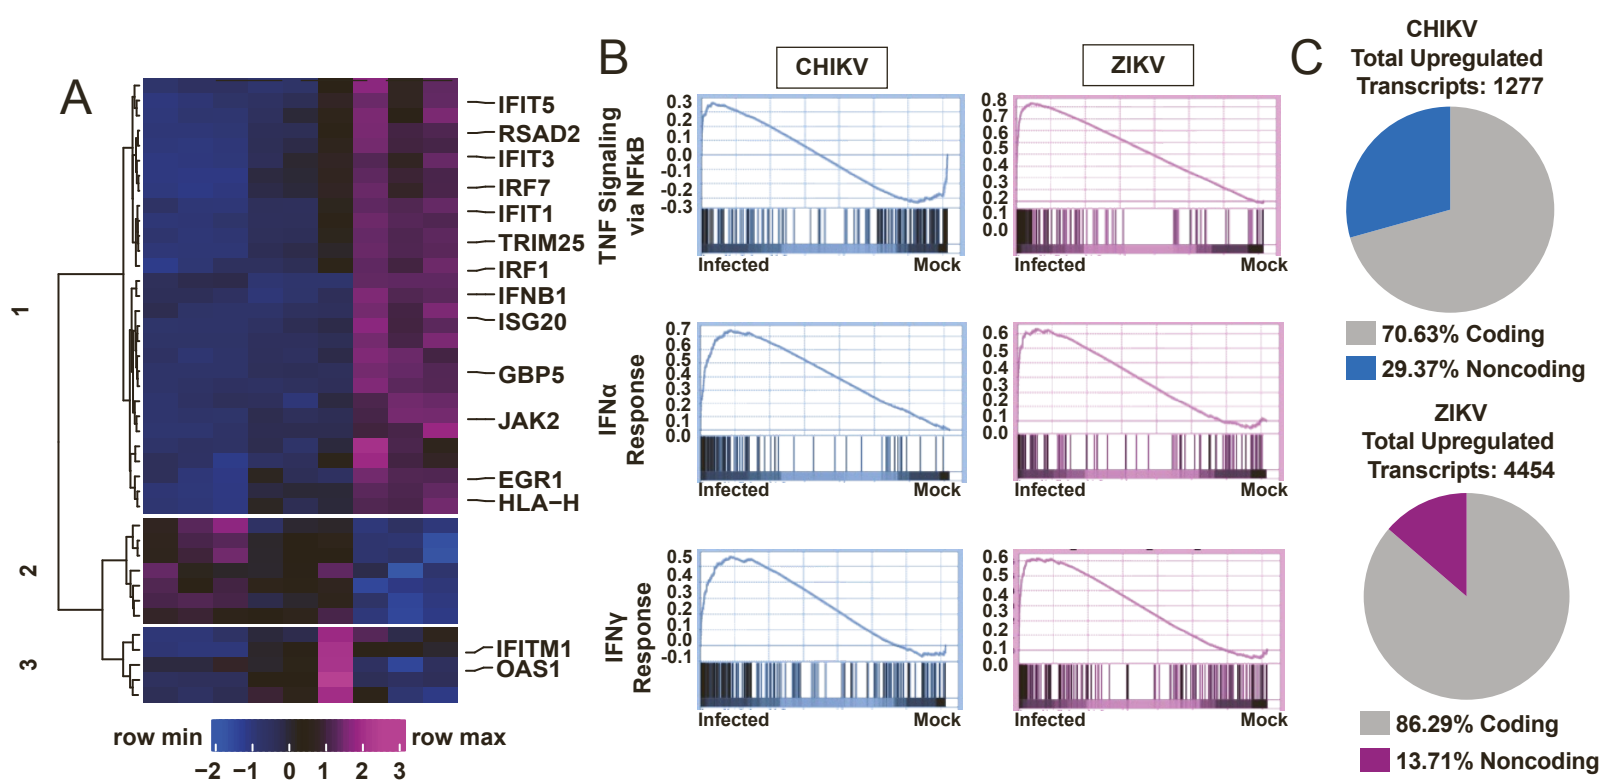 A
IFIT5
RSAD2
IFIT3
IRF7
IFIT1
TRIM25
IRF1
IFNB1
ISG20
GBP5
JAK2
EGR1
HLA−H
IFITM1
OAS1
1
2
3
row min
row max
−2 −1 0 1 2 3
B
CHIKV
ZIKV
TNF Signaling
via NFkB
0.3
0.2
0.1
0.0
-0.1
-0.2
-0.3
Infected
Mock
0.8
0.7
0.6
0.5
0.4
0.3
0.2
0.1
0.0
Infected
Mock
IFNα
Response
0.7
0.6
0.5
0.4
0.3
0.2
0.1
0.0
Infected
Mock
0.6
0.5
0.4
0.3
0.2
0.1
0.0
Infected
Mock
IFNγ
Response
0.5
0.4
0.3
0.2
0.1
0.0
-0.1
Infected
Mock
0.6
0.5
0.4
0.3
0.2
0.1
0.0
Infected
Mock
C
CHIKV
Total Upregulated
Transcripts: 1277
70.63% Coding
29.37% Noncoding
ZIKV
Total Upregulated
Transcripts: 4454
86.29% Coding
13.71% Noncoding